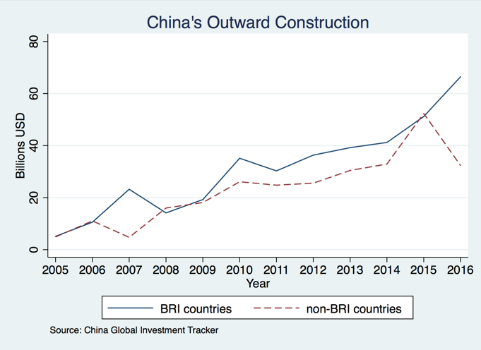 China's Outward Construction
Billions USD
80
60
40
20
0
2005 2006 2007 2008 2009 2010 2011 2012 2013 2014 2015 2016
Year
BRI countries non-BRI countries
Source: China Global Investment Tracker